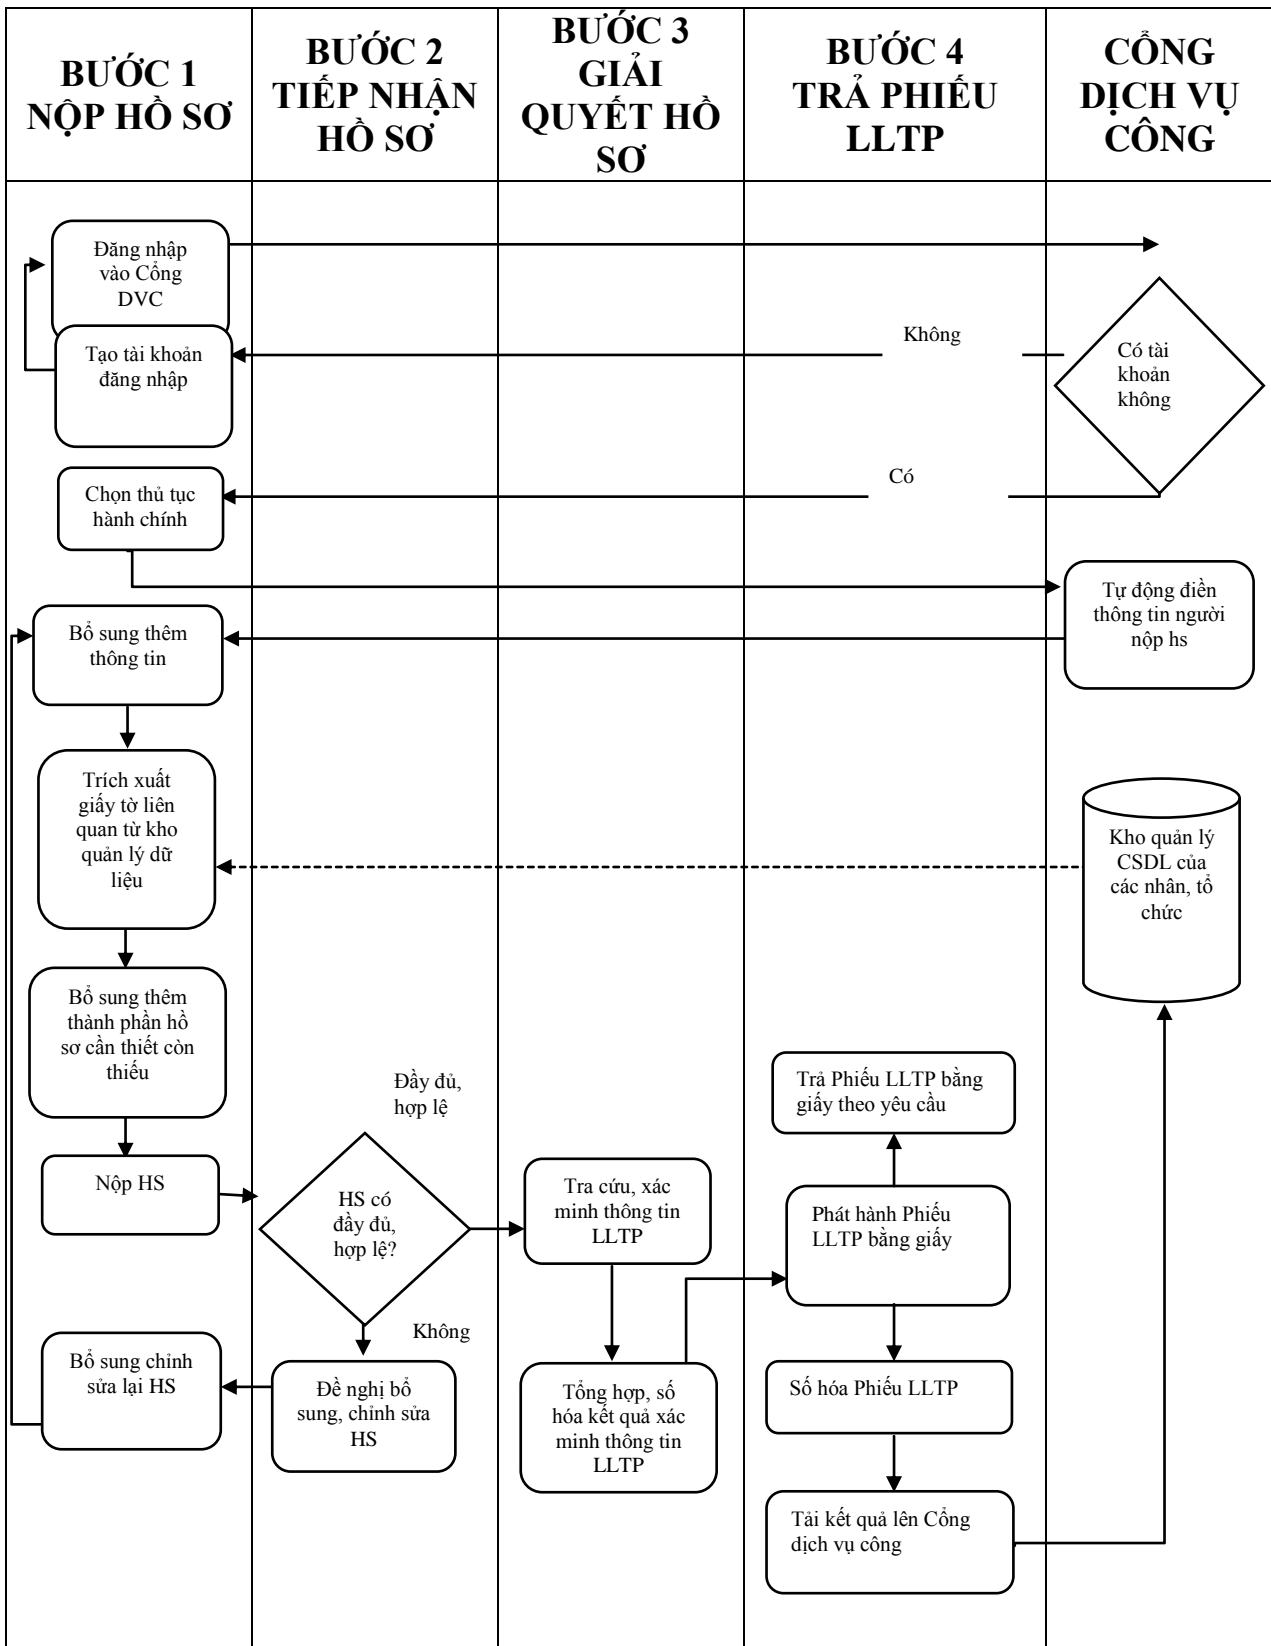 BƯỚC 1
NỘP HỒ SƠ
BƯỚC 2
TIẾP NHẬN
HỒ SƠ
BƯỚC 3
GIẢI
QUYẾT HỒ
SƠ
BƯỚC 4
TRẢ PHIẾU
LLTP
CỔNG
DỊCH VỤ
CÔNG
Đăng nhập
vào Cổng
DVC
Tạo tài khoản
đăng nhập
Không
Có tài
khoản
không
Có
Chọn thủ tục
hành chính
Tự động điền
thông tin người
nộp hs
Bổ sung thêm
thông tin
Trích xuất
giấy tờ liên
quan từ kho
quản lý dữ
liệu
Kho quản lý
CSDL của
các nhân, tổ
chức
Bổ sung thêm
thành phần hồ
sơ cần thiết còn
thiếu
Đầy đủ,
hợp lệ
Trả Phiếu LLTP bằng
giấy theo yêu cầu
Nộp HS
HS có
đầy đủ,
hợp lệ?
Tra cứu, xác
minh thông tin
LLTP
Phát hành Phiếu
LLTP bằng giấy
Không
Bổ sung chỉnh
sửa lại HS
Đề nghị bổ
sung, chỉnh sửa
HS
Tổng hợp, số
hóa kết quả xác
minh thông tin
LLTP
Số hóa Phiếu LLTP
Tải kết quả lên Cổng
dịch vụ công